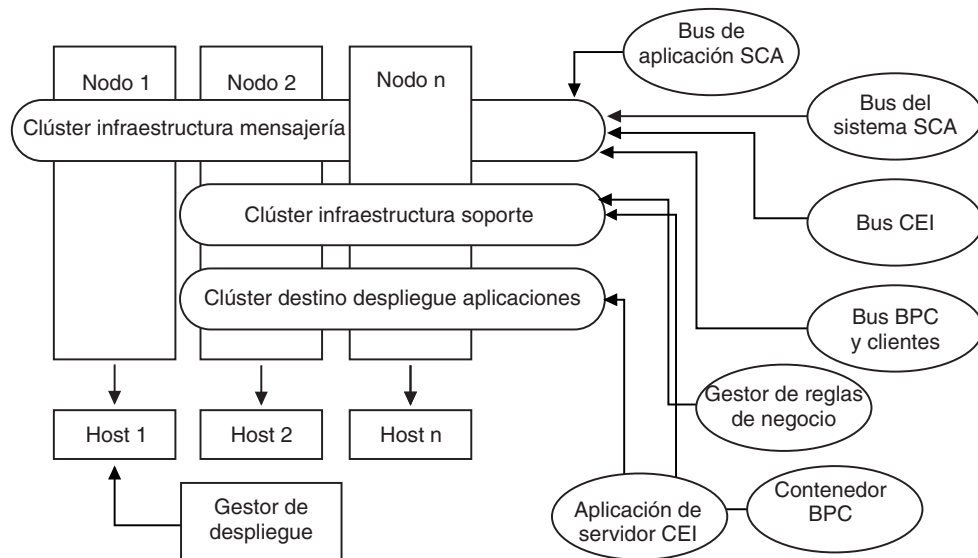 Bus de
aplicación SCA
Nodo 1
Nodo 2
Nodo n
Clúster infraestructura mensajería
Bus del
sistema SCA
Clúster infraestructura soporte
Bus CEI
Clúster destino despliegue aplicaciones
Bus BPC
y clientes
Gestor de reglas
de negocio
Host 1
Host 2
Host n
Gestor de
despliegue
Aplicación de
servidor CEI
Contenedor
BPC